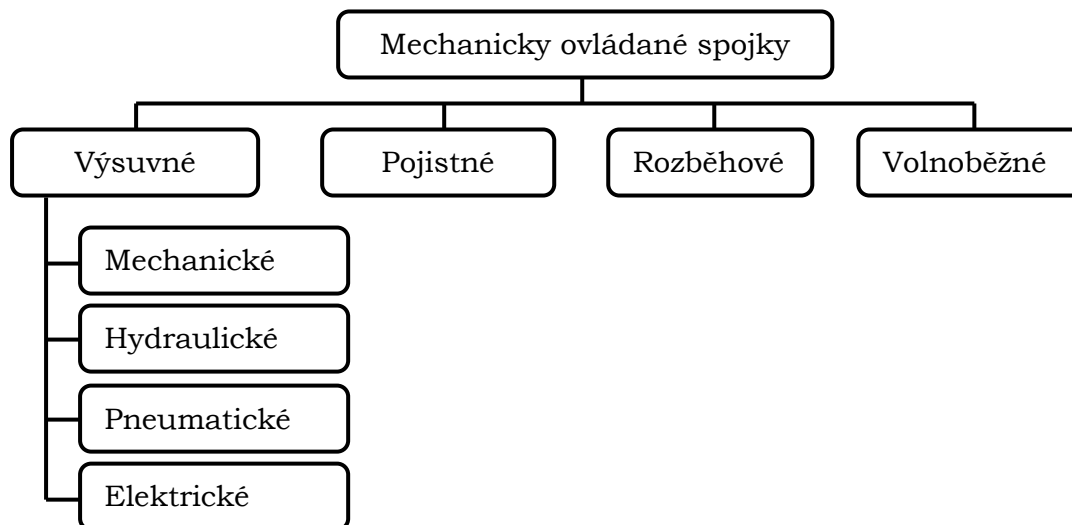 Mechanicky ovládané spojky
Výsuvné
Pojistné
Rozběhové
Volnoběžné
Mechanické
Hydraulické
Pneumatické
Elektrické